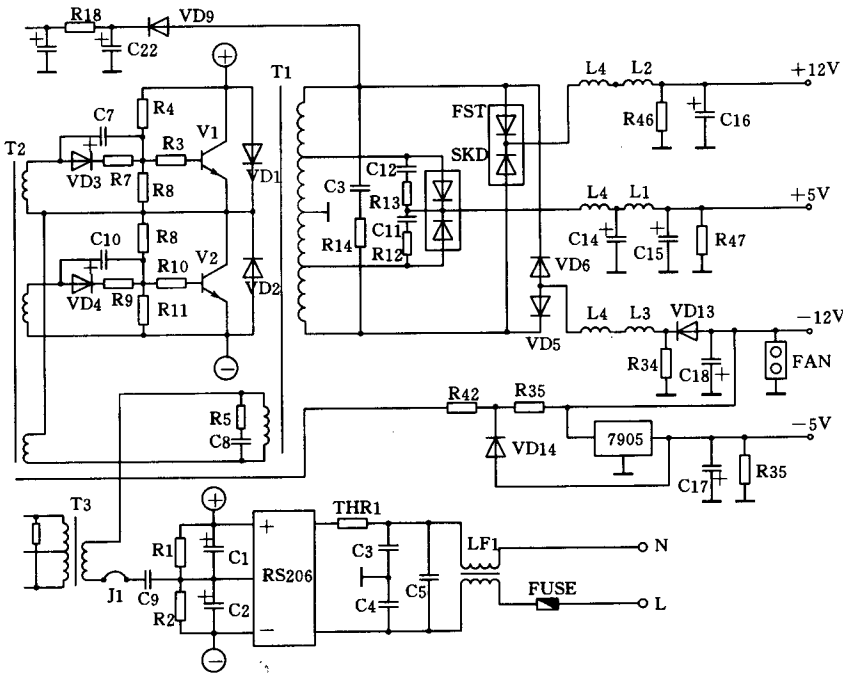 R18
VD9
+
+
C22
+
T1
+12V
L4
L2
C7
R4
FST
+
R46
C16
V1
T2
+
R3
SKD
VD3
R7
VD1
C12
R8
C3
R13
L4
L1
+5V
C10
R8
R14
C11
+
C14
+
C15
R47
V2
R12
+
R10
VD6
VD4
R9
VD2
R11
L4
L3
VD13
-12V
VD5
−
R34
C18
+
FAN
R42
R35
R5
-5V
C8
7905
VD14
C17
+
R35
T3
+
THR1
+
R1
+
C1
C3
LF1
N
RS206
J1
C9
+
C2
C4
C5
FUSE
L
R2
−
−